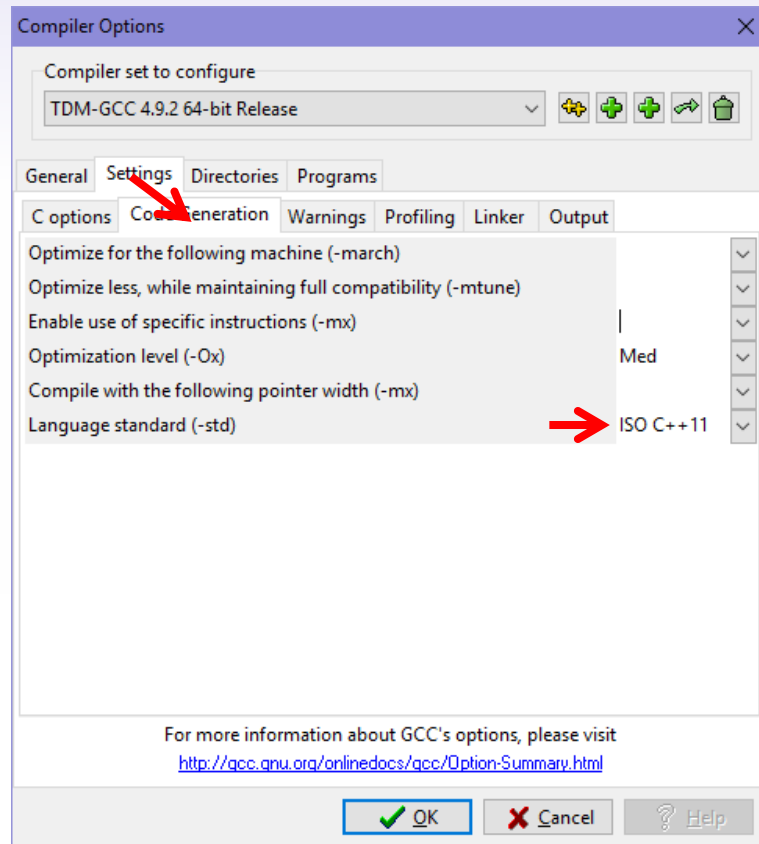 Compiler Options
Compiler set to configure
TDM-GCC 4.9.2 64-bit Release
General Settings Directories Programs
C options Code Generation Warnings Profiling Linker Output
Optimize for the following machine (-march)
Optimize less, while maintaining full compatibility (-mtune)
Enable use of specific instructions (-mx)
Optimization level (-Ox) Med
Compile with the following pointer width (-mx)
Language standard (-std) ISO C++11
For more information about GCC's options, please visit
http://gcc.gnu.org/onlinedocs/gcc/Option-Summary.html
OK Cancel Help